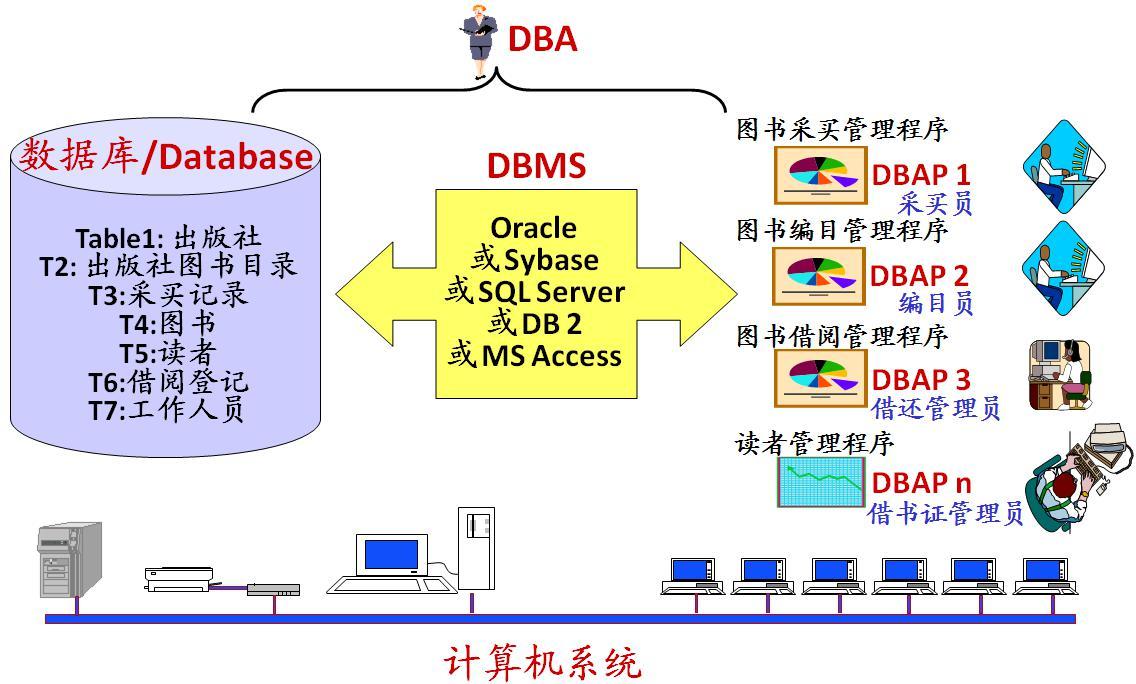 DBA
数据库/Database
Table1: 出版社
T2: 出版社图书目录
T3:采买记录
T4:图书
T5:读者
T6:借阅登记
T7:工作人员
DBMS
Oracle
或Sybase
或SQL Server
或DB 2
或MS Access
图书采买管理程序
DBAP 1
采买员
图书编目管理程序
DBAP 2
编目员
图书借阅管理程序
DBAP 3
借还管理员
读者管理程序
DBAP n
借书证管理员
计算机系统